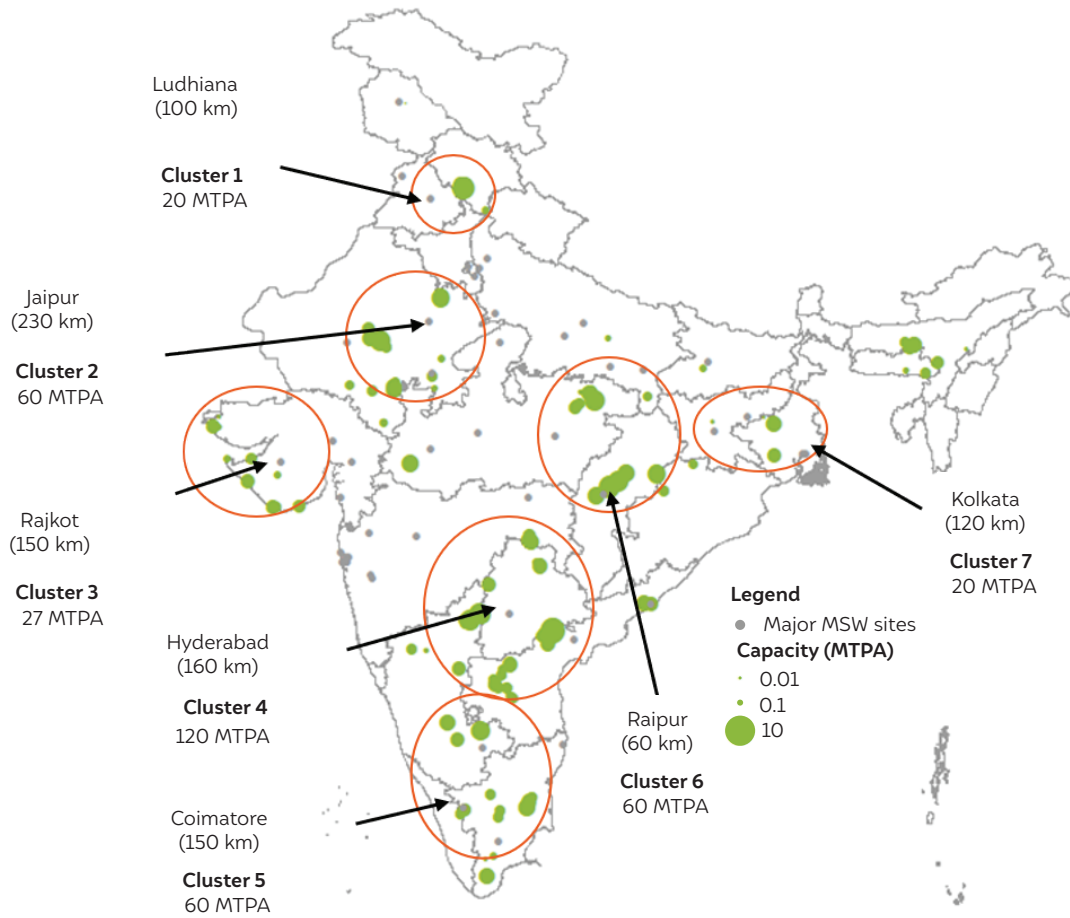 Ludhiana
(100 km)
Cluster 1
20 MTPA
Jaipur
(230 km)
Cluster 2
60 MTPA
Rajkot
(150 km)
Cluster 3
27 MTPA
Hyderabad
(160 km)
Cluster 4
120 MTPA
Coimatore
(150 km)
Cluster 5
60 MTPA
Raipur
(60 km)
Cluster 6
60 MTPA
Kolkata
(120 km)
Cluster 7
20 MTPA
Legend
Major MSW sites
Capacity (MTPA)
0.01
0.1
10